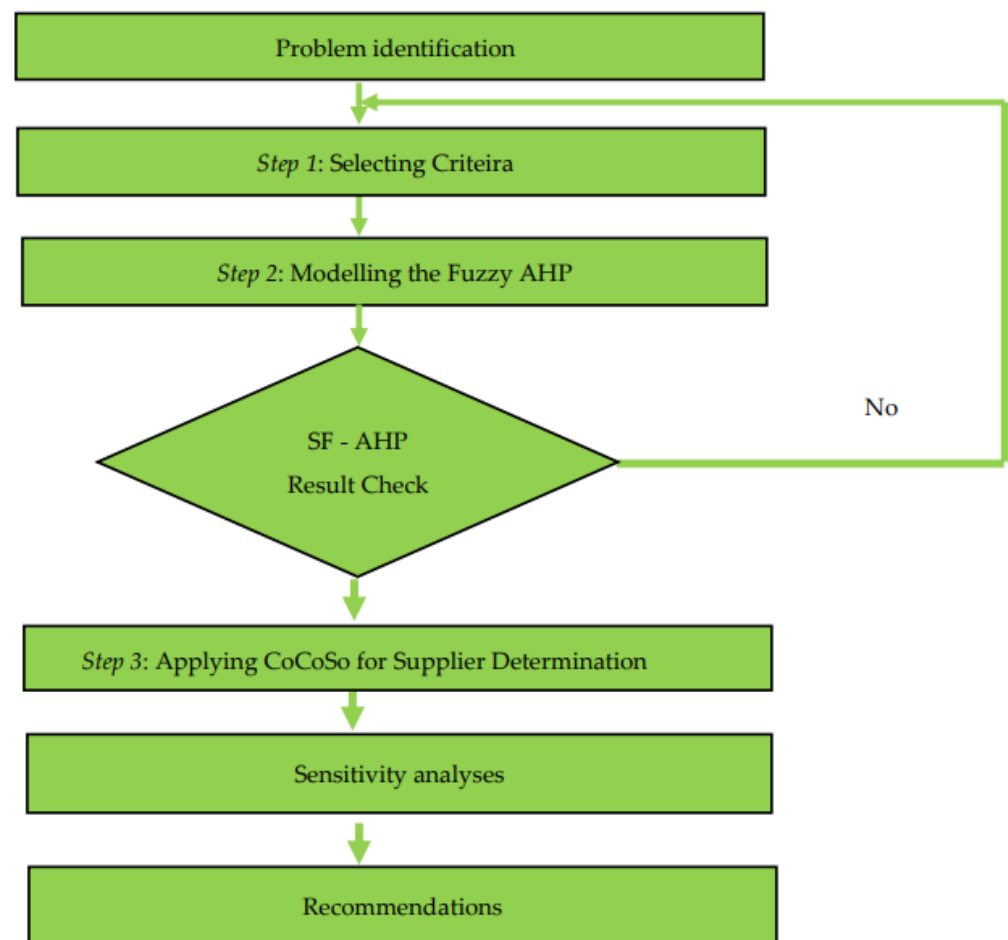 Problem identification
Step 1: Selecting Criteira
Step 2: Modelling the Fuzzy AHP
No
SF - AHP
Result Check
Step 3: Applying CoCoSo for Supplier Determination
Sensitivity analyses
Recommendations